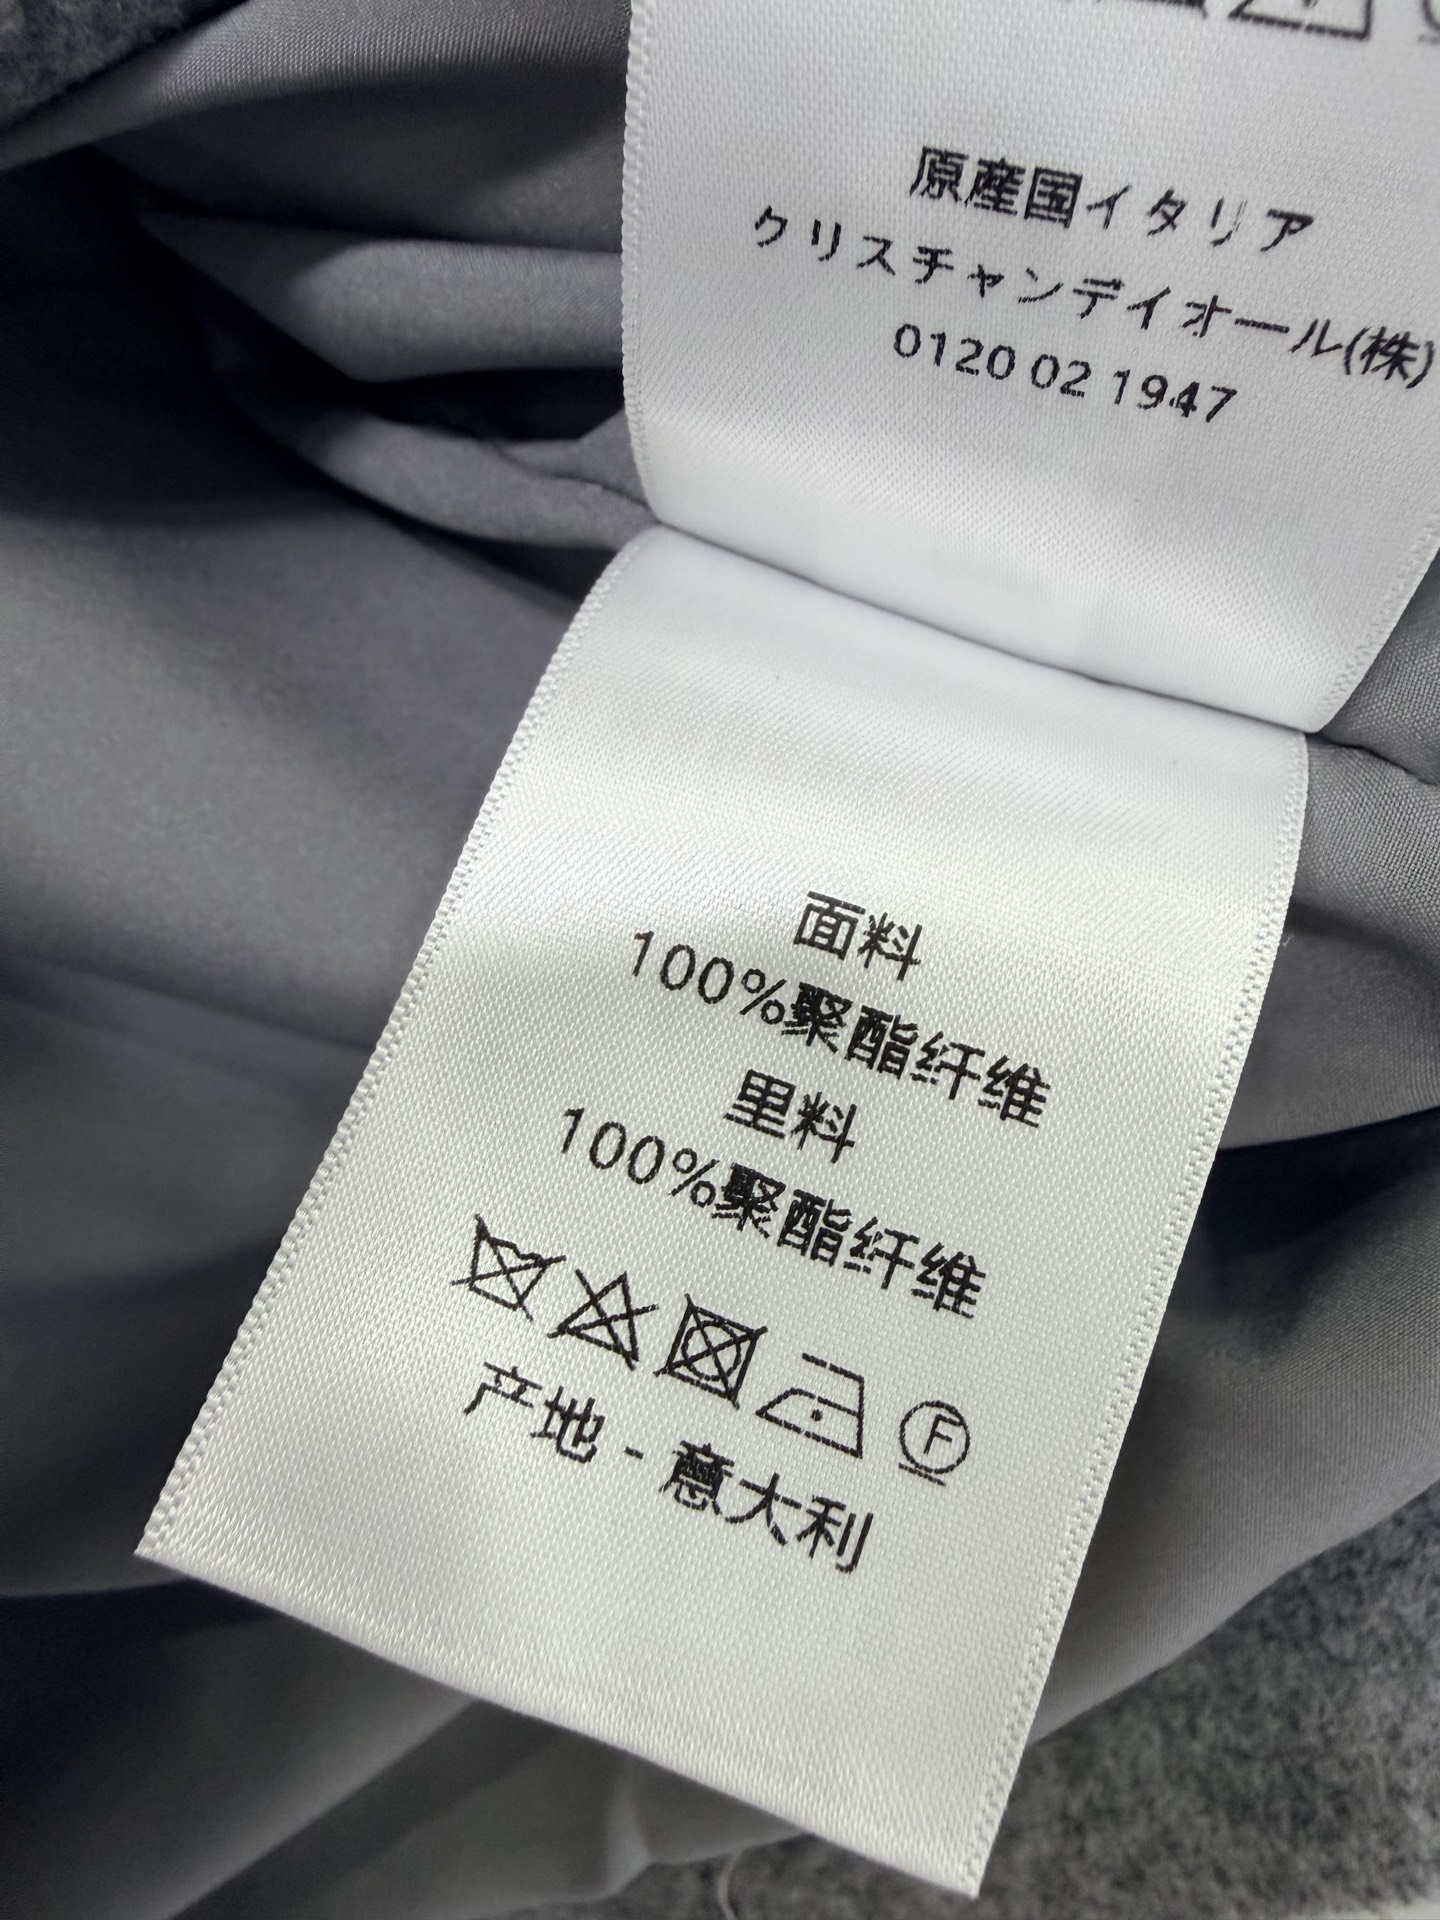 原産国イタリア
クリスチャンディオール(株)
0120 02 1947
面料
100%聚酯纤维
里料
100%聚酯纤维
F
产地 - 意大利